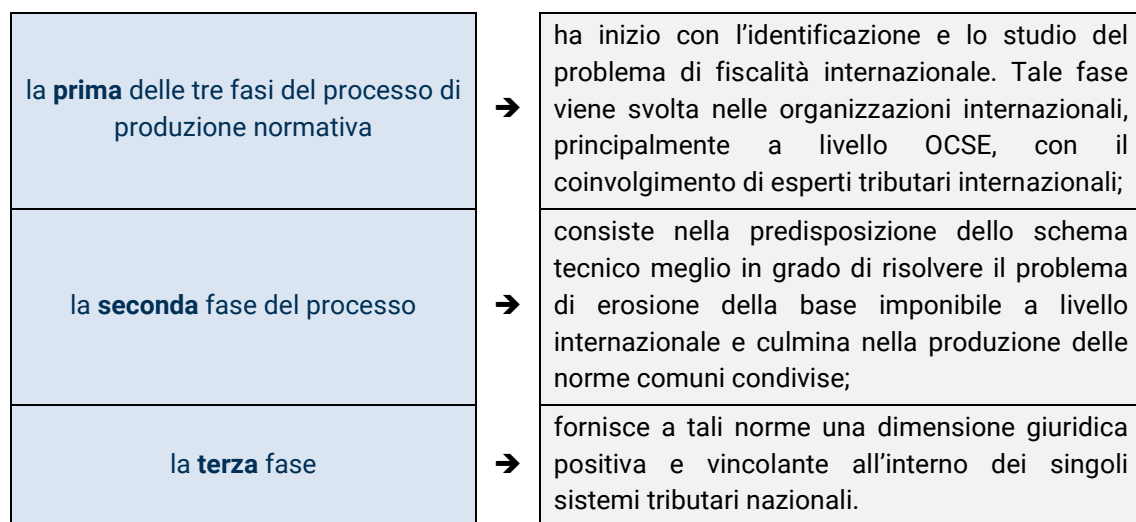 la prima delle tre fasi del processo di
produzione normativa
➔
ha inizio con l'identificazione e lo studio del
problema di fiscalità internazionale. Tale fase
viene svolta nelle organizzazioni internazionali,
principalmente a livello OCSE, con il
coinvolgimento di esperti tributari internazionali;
la seconda fase del processo
➔
consiste nella predisposizione dello schema
tecnico meglio in grado di risolvere il problema
di erosione della base imponibile a livello
internazionale e culmina nella produzione delle
norme comuni condivise;
la terza fase
➔
fornisce a tali norme una dimensione giuridica
positiva e vincolante all'interno dei singoli
sistemi tributari nazionali.